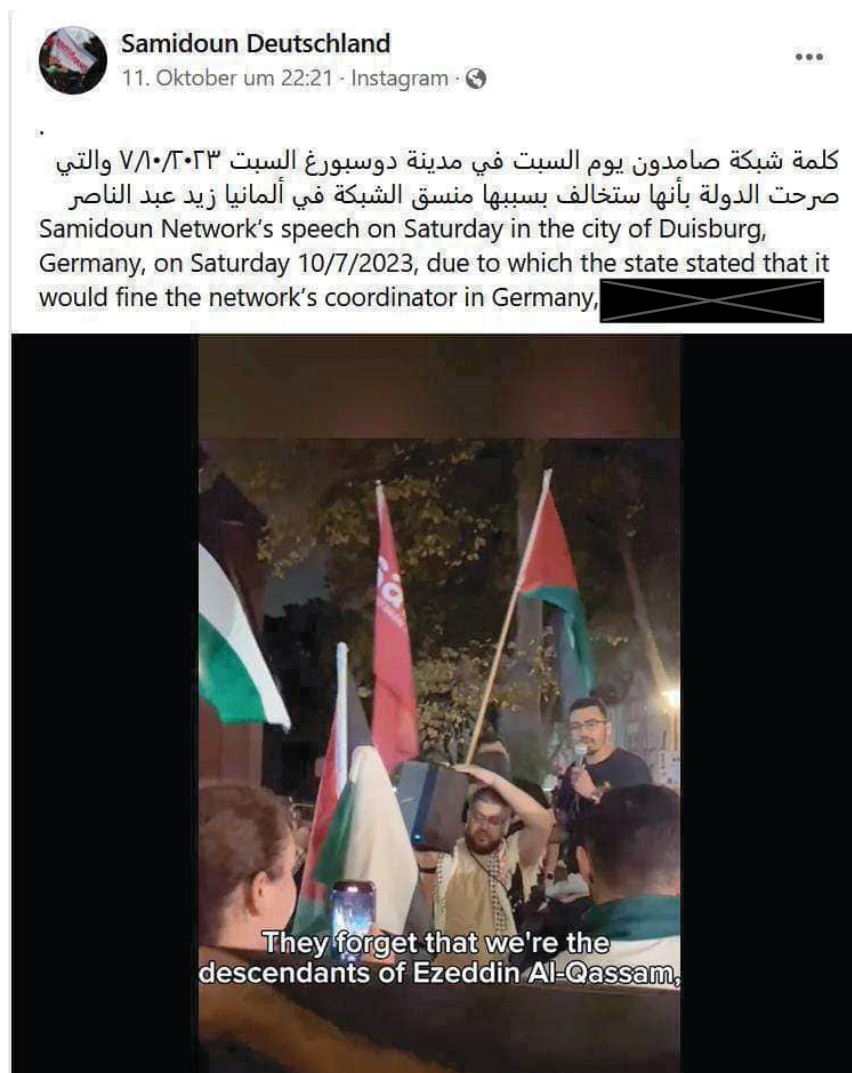 Samidoun Deutschland
11. Oktober um 22:21 · Instagram ·
.
كلمة شبكة صامدون يوم السبت في مدينة دوسبورغ السبت ٧/١٠/٢٠٢٣ والتي
صرحت الدولة بأنها ستخالف بسببها منسق الشبكة في ألمانيا زيد عبد الناصر
Samidoun Network's speech on Saturday in the city of Duisburg,
Germany, on Saturday 10/7/2023, due to which the state stated that it
would fine the network's coordinator in Germany,
They forget that we're the
descendants of Ezeddin Al-Qassam,